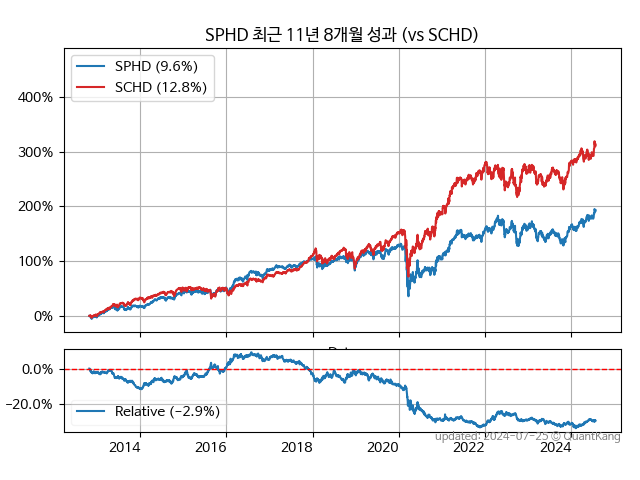 SPHD 최근 11년 8개월 성과 (vs SCHD)
SPHD (9.6%)
SCHD (12.8%)
400%
300%
200%
100%
0%
0.0%
−20.0%
Relative (−2.9%)
updated: 2024-07-25 © QuantKang
2014
2016
2018
2020
2022
2024